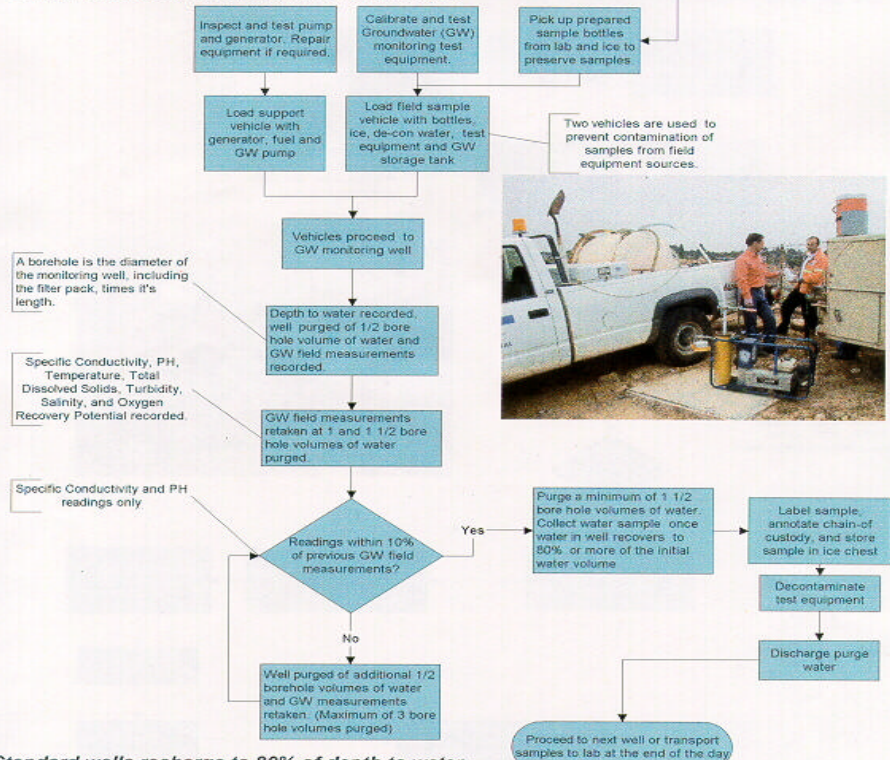 Inspect and test pump
and generator. Repair
equipment if required.
Calibrate and test
Groundwater (GW)
monitoring test
equipment.
Pick up prepared
sample bottles
from lab and ice to
preserve samples.
Load support
vehicle with
generator, fuel and
GW pump
Load field sample
vehicle with bottles,
ice, de-con water, test
equipment and GW
storage tank
Two vehicles are used to
prevent contamination of
samples from field
equipment sources.
Vehicles proceed to
GW monitoring well
A borehole is the diameter of
the monitoring well, including
the filter pack, times it's
length.
Depth to water recorded,
well purged of 1/2 bore
hole volume of water and
GW field measurements
recorded.
Specific Conductivity, PH,
Temperature, Total
Dissolved Solids, Turbidity,
Salinity, and Oxygen
Recovery Potential recorded.
GW field measurements
retaken at 1 and 1 1/2 bore
hole volumes of water
purged.
Specific Conductivity and PH
readings only
Readings within 10%
of previous GW field
measurements?
Yes
Purge a minimum of 1 1/2
bore hole volumes of water.
Collect water sample once
water in well recovers to
80% or more of the initial
water volume
Label sample,
annotate chain-of
custody, and store
sample in ice chest
Decontaminate
test equipment
Discharge purge
water
No
Well purged of additional 1/2
borehole volumes of water
and GW measurements
retaken. (Maximum of 3 bore
hole volumes purged)
Proceed to next well or transport
samples to lab at the end of the day
Standard wells recharge to 80% of depth to water